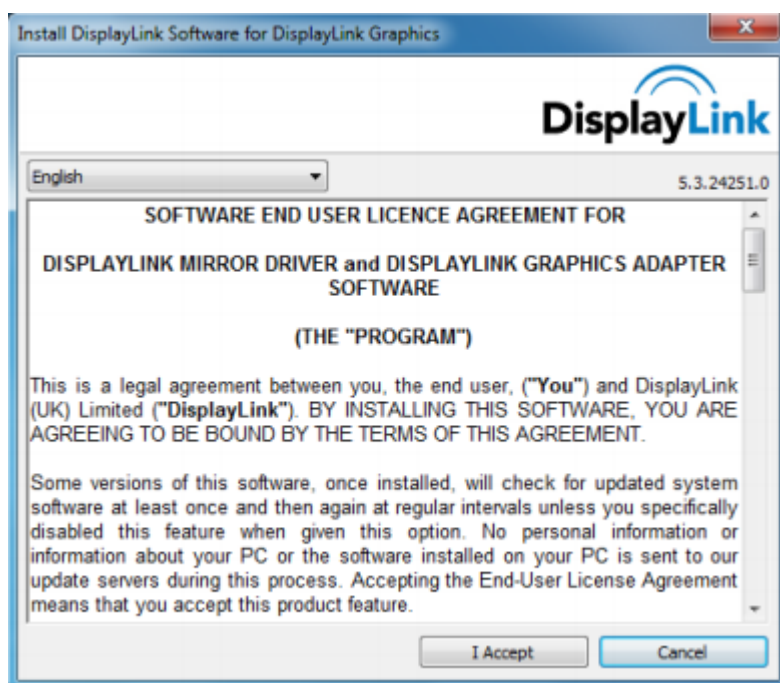 Install DisplayLink Software for DisplayLink Graphics
DisplayLink
English
5.3.24251.0
SOFTWARE END USER LICENCE AGREEMENT FOR
DISPLAYLINK MIRROR DRIVER and DISPLAYLINK GRAPHICS ADAPTER
SOFTWARE
(THE "PROGRAM")
This is a legal agreement between you, the end user, ("You") and DisplayLink
(UK) Limited ("DisplayLink"). BY INSTALLING THIS SOFTWARE, YOU ARE
AGREEING TO BE BOUND BY THE TERMS OF THIS AGREEMENT.
Some versions of this software, once installed, will check for updated system
software at least once and then again at regular intervals unless you specifically
disabled this feature when given this option. No personal information or
information about your PC or the software installed on your PC is sent to our
update servers during this process. Accepting the End-User License Agreement
means that you accept this product feature.
I Accept
Cancel